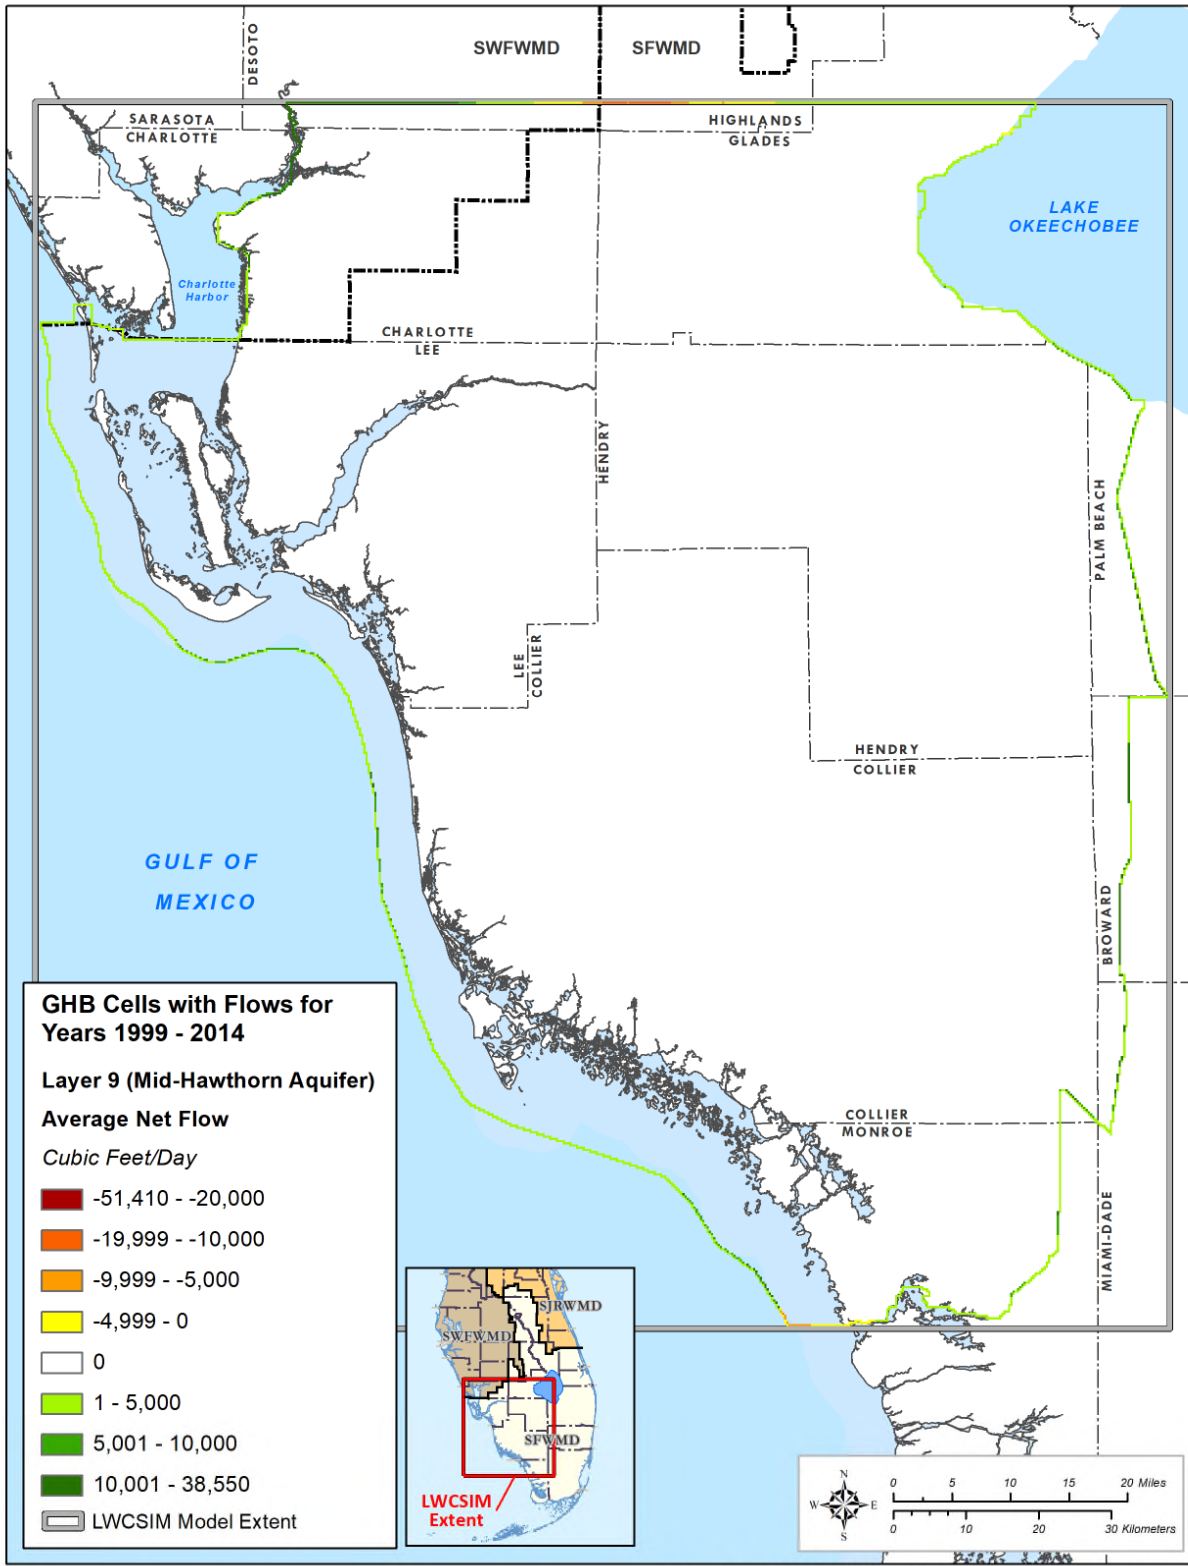 SWFWMD
SFWMD
DESOTO
SARASOTA
CHARLOTTE
HIGHLANDS
GLADES
LAKE
OKEECHOBEE
Charlotte
Harbor
CHARLOTTE
LEE
HENDRY
PALM BEACH
LEE
COLLIER
HENDRY
COLLIER
GULF OF
MEXICO
BROWARD
COLLIER
MONROE
MIAMI-DADE
GHB Cells with Flows for
Years 1999 - 2014
Layer 9 (Mid-Hawthorn Aquifer)
Average Net Flow
Cubic Feet/Day
-51,410 - -20,000
-19,999 - -10,000
-9,999 - -5,000
-4,999 - 0
0
1 - 5,000
5,001 - 10,000
10,001 - 38,550
LWCSIM Model Extent
SJRWMD
SWFWMD
SFWMD
LWCSIM
Extent
N
W E
S
0 5 10 15 20 Miles
0 10 20 30 Kilometers